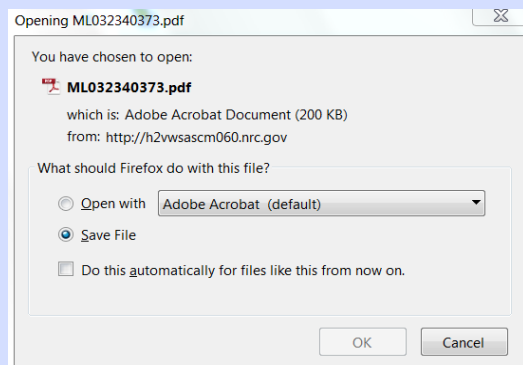 Opening ML032340373.pdf
You have chosen to open:
ML032340373.pdf
which is: Adobe Acrobat Document (200 KB)
from: http://h2vwsascm060.nrc.gov
What should Firefox do with this file?
Open with Adobe Acrobat (default)
Save File
Do this automatically for files like this from now on.
OK Cancel